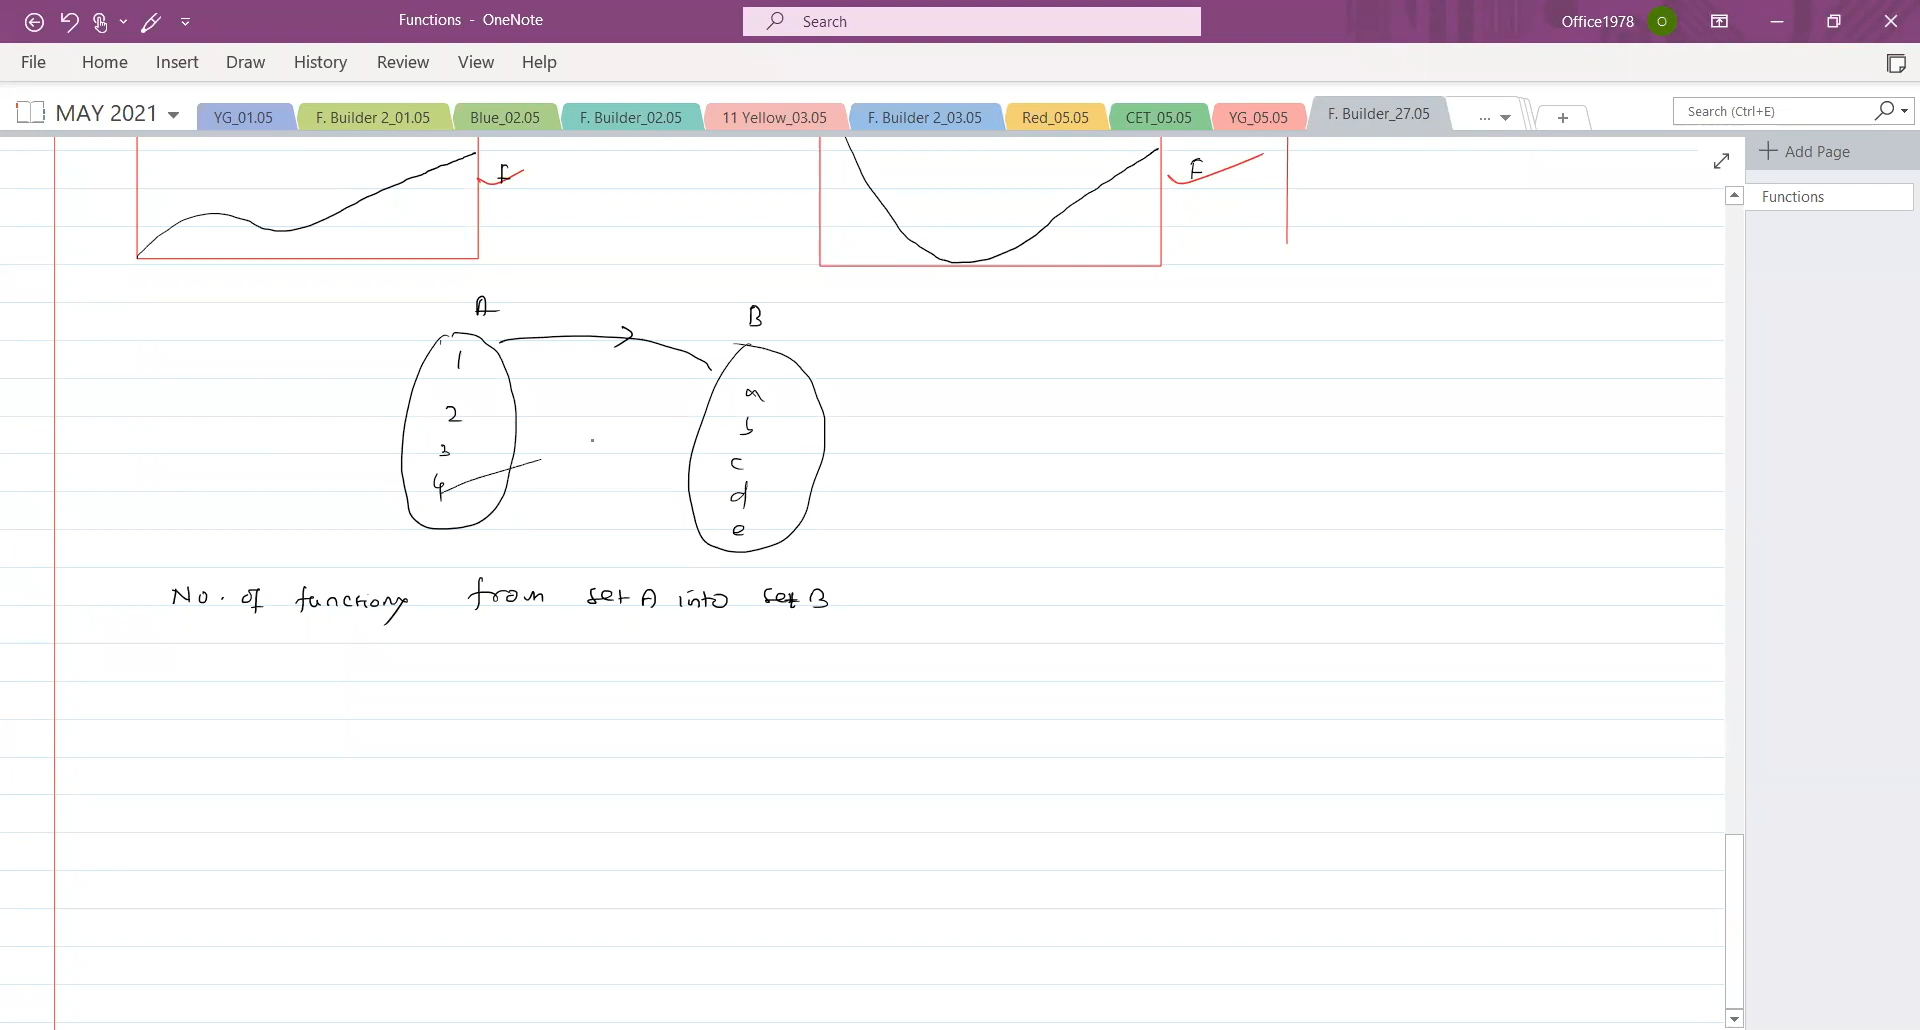 Functions - OneNote
Search
Office1978
O
File Home Insert Draw History Review View Help
MAY 2021
YG_01.05
F. Builder 2_01.05
Blue_02.05
F. Builder_02.05
11 Yellow_03.05
F. Builder 2_03.05
Red_05.05
CET_05.05
YG_05.05
F. Builder_27.05
...
+
Search (Ctrl+E)
Add Page
Functions
F
F
A
B
1
2
3
4
a
b
c
d
e
No. of functions from set A into set B